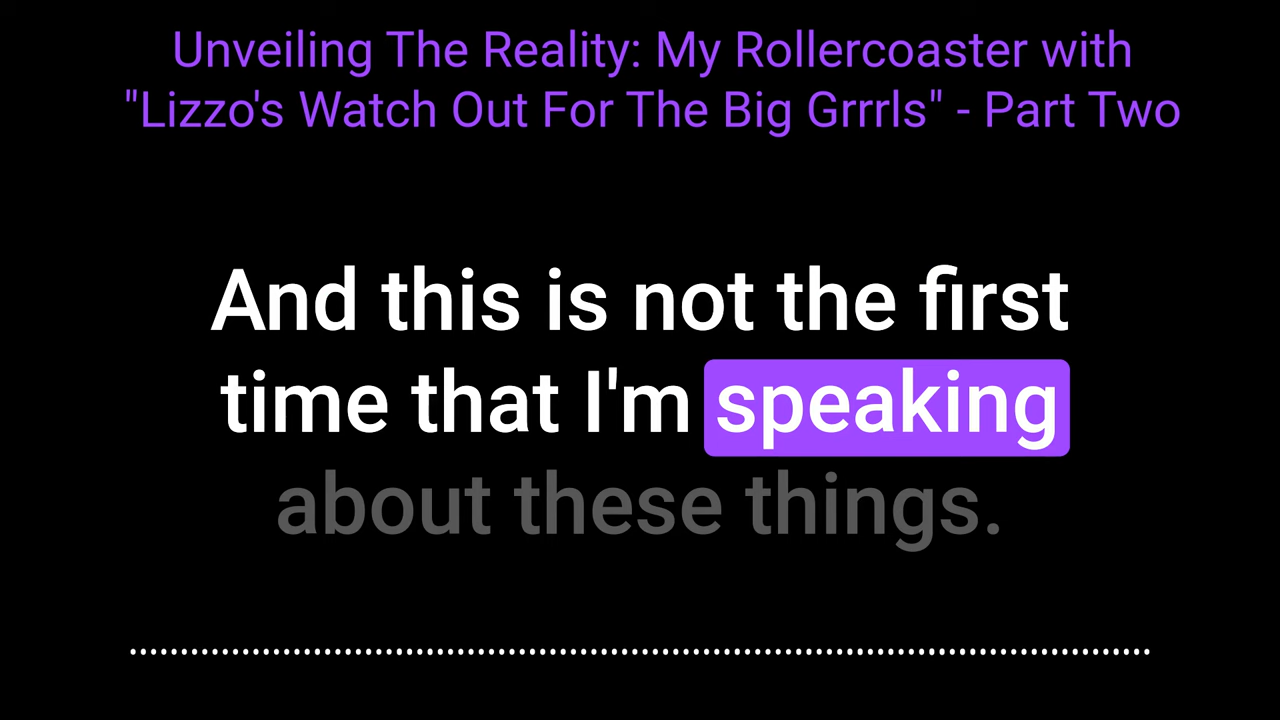 Unveiling The Reality: My Rollercoaster with
"Lizzo's Watch Out For The Big Grrrls" - Part Two
And this is not the first
time that I'm speaking
about these things.